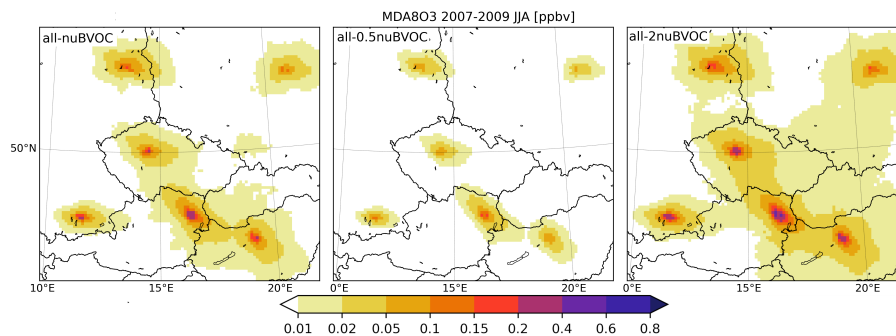 MDA8O3 2007-2009 JJA [ppbv]
all-nuBVOC
all-0.5nuBVOC
all-2nuBVOC
50°N
10°E
15°E
20°E
0°E
15°E
20°E
0°E
15°E
20°E
0.01 0.02 0.05 0.1 0.15 0.2 0.4 0.6 0.8